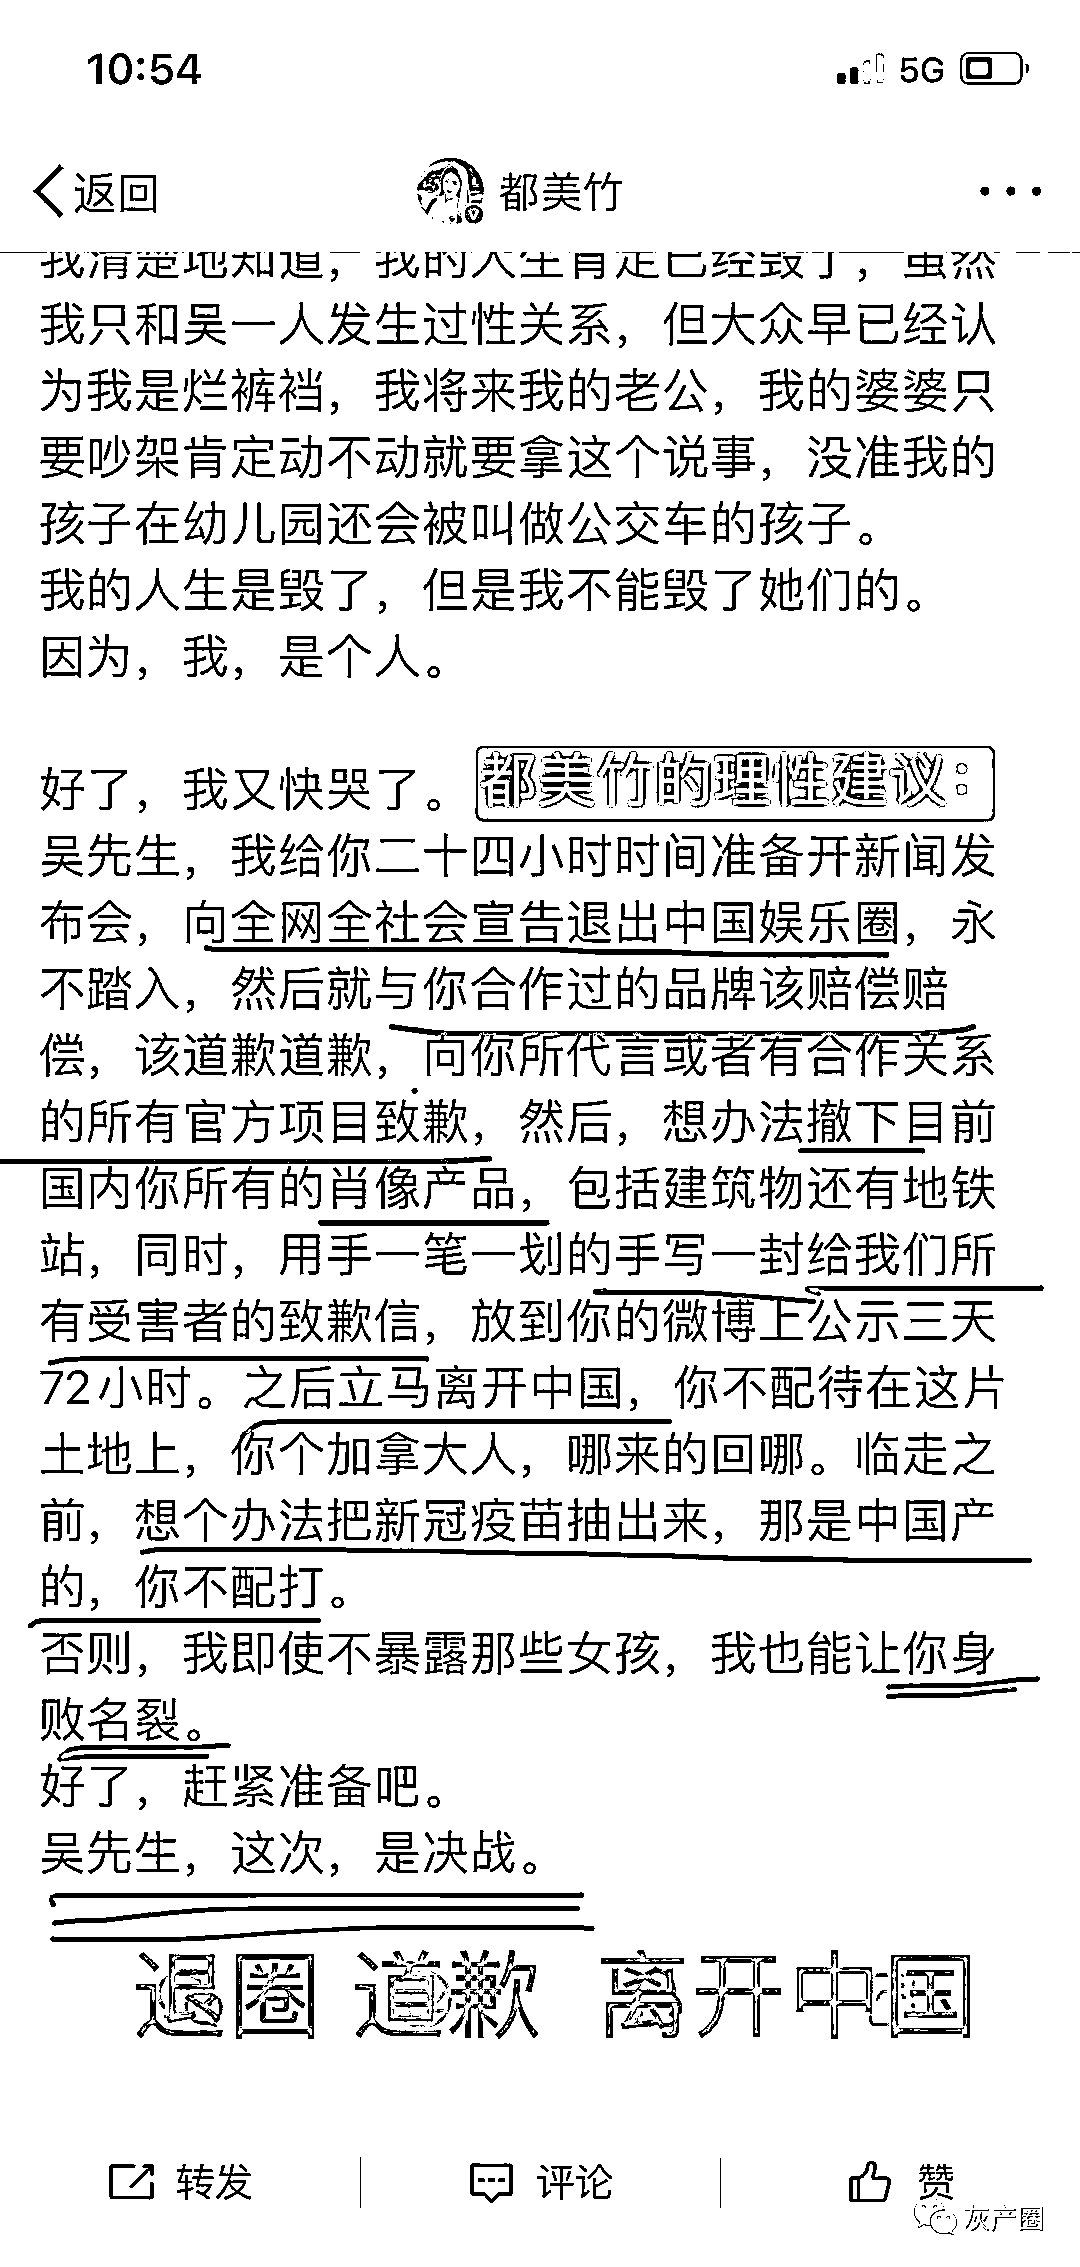 10:54
5G
返回
都美竹
我清楚地知道，我的人生肯定已经毁了，虽然
我只和吴一人发生过性关系，但大众早已经认
为我是烂裤裆，我将来我的老公，我的婆婆只
要吵架肯定动不动就要拿这个说事，没准我的
孩子在幼儿园还会被叫做公交车的孩子。
我的人生是毁了，但是我不能毁了她们的。
因为，我，是个人。
好了，我又快哭了。 都美竹的理性建议：
吴先生，我给你二十四小时时间准备开新闻发
布会，向全网全社会宣告退出中国娱乐圈，永
不踏入，然后就与你合作过的品牌该赔偿赔
偿，该道歉道歉，向你所代言或者有合作关系
的所有官方项目致歉，然后，想办法撤下目前
国内你所有的肖像产品，包括建筑物还有地铁
站，同时，用手一笔一划的手写一封给我们所
有受害者的致歉信，放到你的微博上公示三天
72小时。之后立马离开中国，你不配待在这片
土地上，你个加拿大人，哪来的回哪。临走之
前，想个办法把新冠疫苗抽出来，那是中国产
的，你不配打。
否则，我即使不暴露那些女孩，我也能让你身
败名裂。
好了，赶紧准备吧。
吴先生，这次，是决战。
退圈 道歉 离开中国
转发
评论
赞
灰产圈